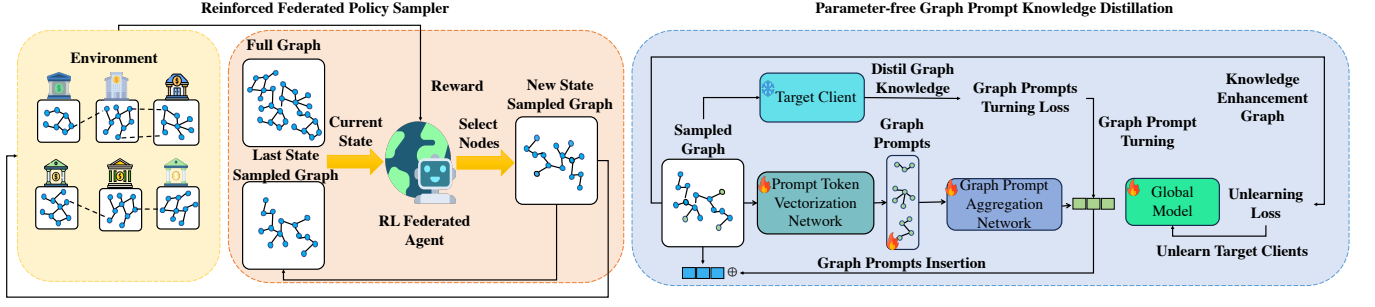 Reinforced Federated Policy Sampler
Environment
Full Graph
Last State
Sampled Graph
Current
State
Reward
RL Federated
Agent
Select
Nodes
New State
Sampled Graph
Parameter-free Graph Prompt Knowledge Distillation
Sampled
Graph
Target Client
Distil Graph
Knowledge
Graph Prompts
Turning Loss
Graph Prompt
Turning
Knowledge
Enhancement
Graph
Prompt Token
Vectorization
Network
Graph
Prompts
Graph Prompt
Aggregation
Network
Global
Model
Unlearning
Loss
Unlearn Target Clients
Graph Prompts Insertion